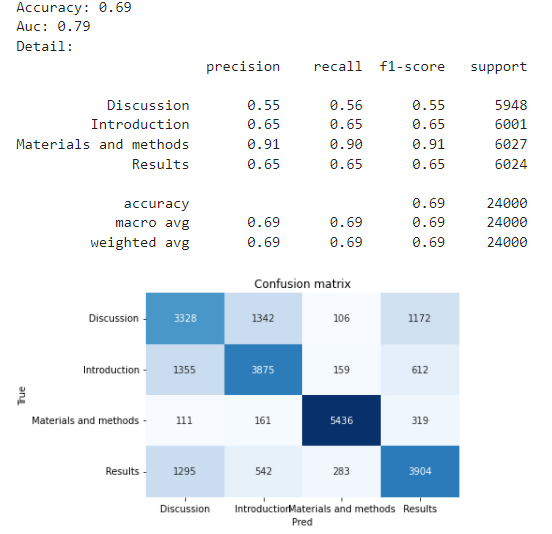 Accuracy: 0.69
Auc: 0.79
Detail:
precision recall f1-score support
Discussion 0.55 0.56 0.55 5948
Introduction 0.65 0.65 0.65 6001
Materials and methods 0.91 0.90 0.91 6027
Results 0.65 0.65 0.65 6024
accuracy 0.69 24000
macro avg 0.69 0.69 0.69 24000
weighted avg 0.69 0.69 0.69 24000
Confusion matrix
Discussion 3328 1342 106 1172
Introduction 1355 3875 159 612
True
Materials and methods 111 161 5436 319
Results 1295 542 283 3904
Discussion Introduction Materials and methods Results
Pred